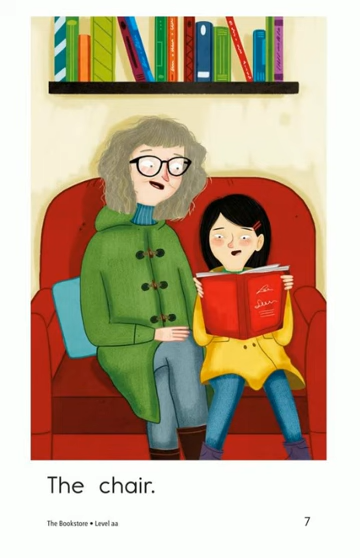 The chair.
The Bookstore • Level aa
7